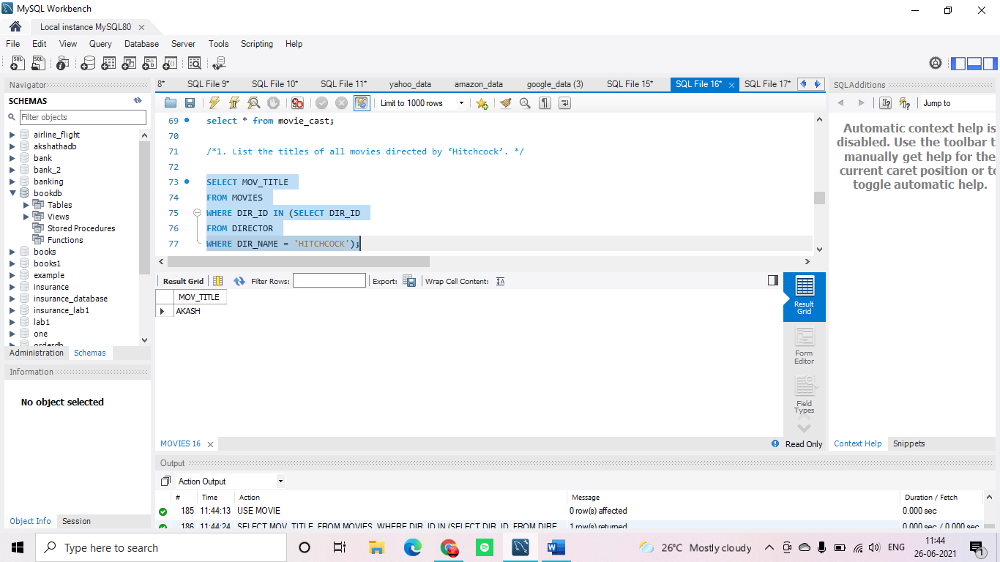 MySQL Workbench
Local instance MySQL80
File Edit View Query Database Server Tools Scripting Help
Navigator
SCHEMAS
Filter objects
airline_flight
akshathadb
bank
bank_2
banking
bookdb
Tables
Views
Stored Procedures
Functions
books
books1
example
insurance
insurance_database
insurance_lab1
lab1
one
orderdb
Administration Schemas
Information
No object selected
Object Info Session
8* SQL File 9* SQL File 10* SQL File 11* yahoo_data amazon_data google_data (3) SQL File 15* SQL File 16* SQL File 17*
Limit to 1000 rows
69 select * from movie_cast;
70
71 /*1. List the titles of all movies directed by ‘Hitchcock’. */
72
73 SELECT MOV_TITLE
74 FROM MOVIES
75 WHERE DIR_ID IN (SELECT DIR_ID
76 FROM DIRECTOR
77 WHERE DIR_NAME = 'HITCHCOCK');
Result Grid Filter Rows: Export: Wrap Cell Content:
MOV_TITLE
AKASH
Result
Grid
Form
Editor
Field
Types
MOVIES 16
Read Only
SQLAdditions
Jump to
Automatic context help is
disabled. Use the toolbar t
manually get help for the
current caret position or to
toggle automatic help.
Context Help Snippets
Output
Action Output
# Time Action Message Duration / Fetch
185 11:44:13 USE MOVIE 0 row(s) affected 0.000 sec
186 11:44:24 SELECT MOV_TITLE FROM MOVIES WHERE DIR_ID IN (SELECT DIR_ID FROM DIRE... 1 row(s) returned 0.000 sec / 0.000 sec
Type here to search
26°C Mostly cloudy
ENG
11:44
26-06-2021
1